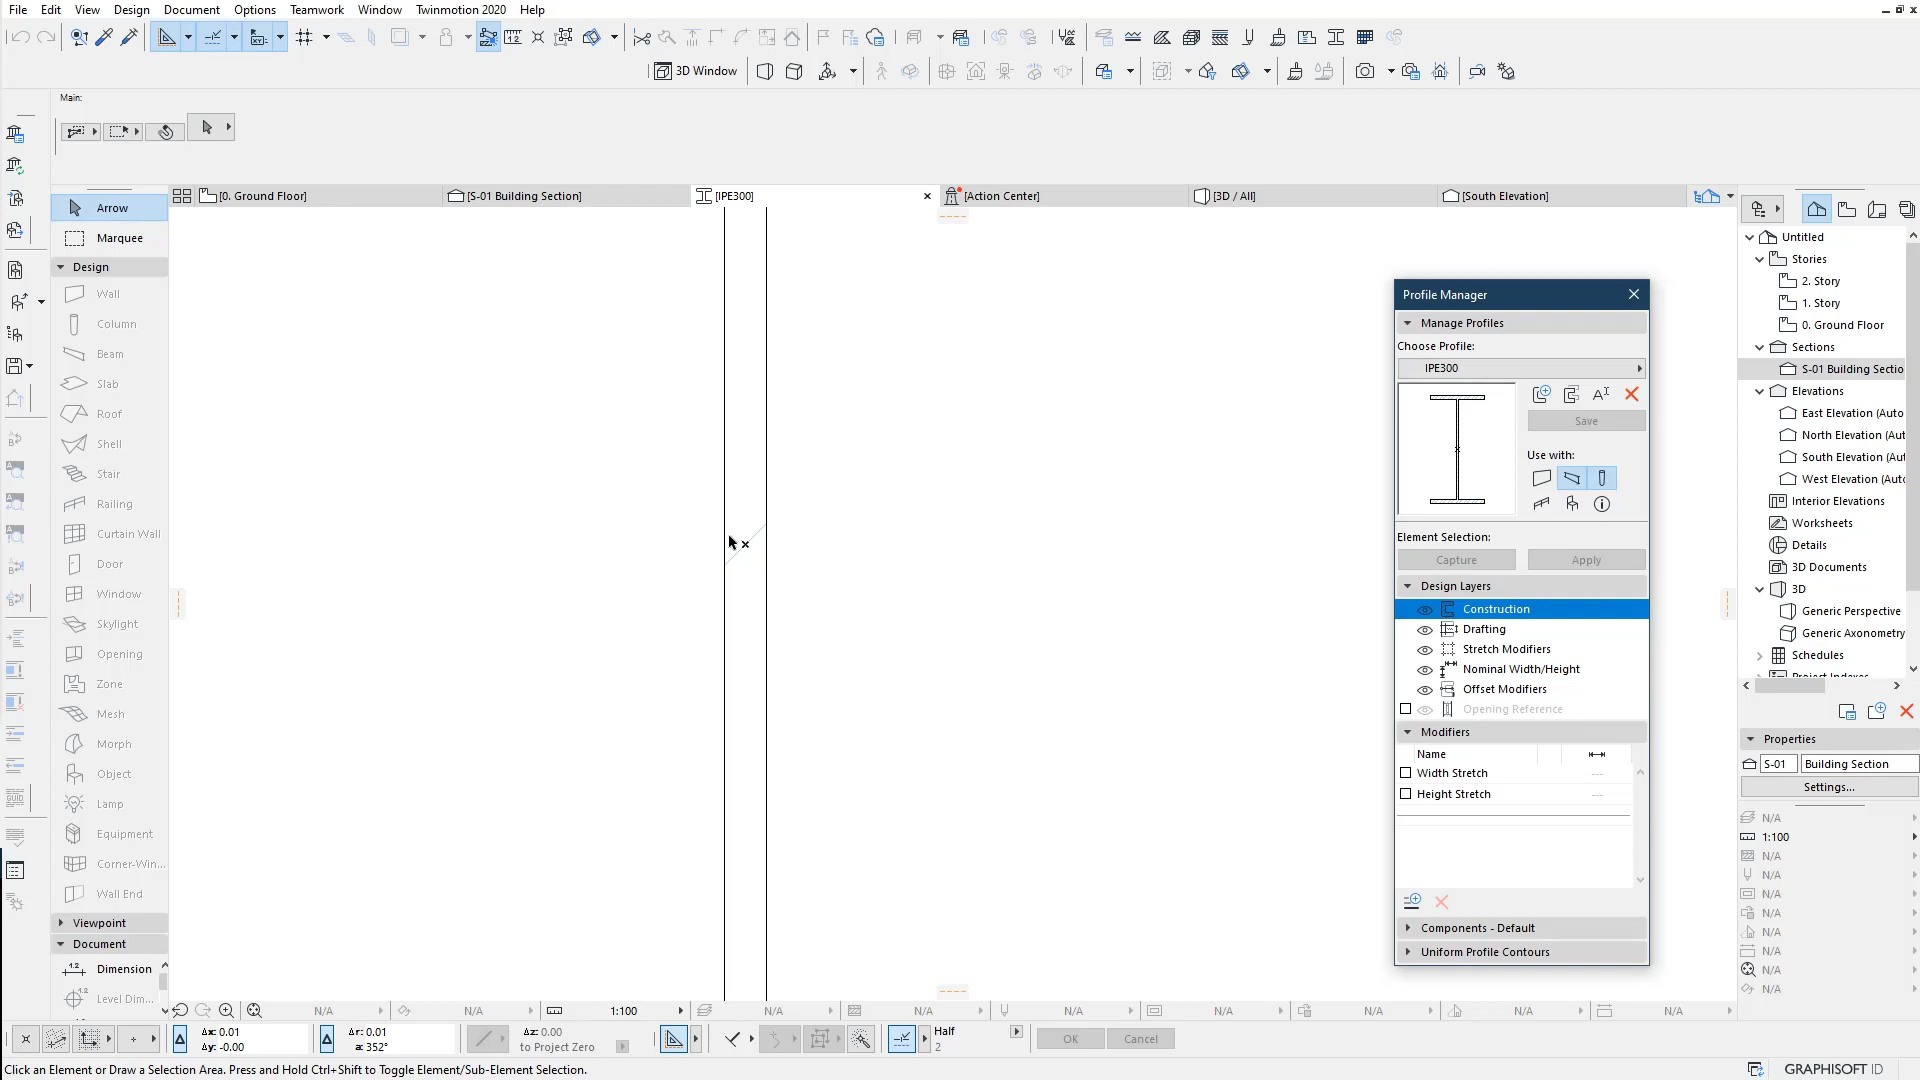 File Edit View Design Document Options Teamwork Window Twinmotion 2020 Help
3D Window
Main:
[0. Ground Floor]
[S-01 Building Section]
[IPE300]
[Action Center]
[3D / All]
[South Elevation]
Arrow
Marquee
Design
Wall
Column
Beam
Slab
Roof
Shell
Stair
Railing
Curtain Wall
Door
Window
Skylight
Opening
Zone
Mesh
Morph
Object
Lamp
Equipment
Corner-Win...
Wall End
Viewpoint
Document
1.2 Dimension
1.2 Level Dim...
Profile Manager
Manage Profiles
Choose Profile:
IPE300
Save
Use with:
Element Selection:
Capture Apply
Design Layers
Construction
Drafting
Stretch Modifiers
Nominal Width/Height
Offset Modifiers
Opening Reference
Modifiers
Name
Width Stretch ---
Height Stretch ---
Components - Default
Uniform Profile Contours
Untitled
Stories
2. Story
1. Story
0. Ground Floor
Sections
S-01 Building Sectio
Elevations
East Elevation (Auto
North Elevation (Aut
South Elevation (Aut
West Elevation (Auto
Interior Elevations
Worksheets
Details
3D Documents
3D
Generic Perspective
Generic Axonometry
Schedules
Project Indexes
Properties
S-01 Building Section
Settings...
N/A
1:100
N/A
N/A
N/A
N/A
N/A
N/A
N/A
N/A
N/A N/A 1:100 N/A N/A N/A N/A N/A N/A N/A
Δx: 0.01
Δy: -0.00
Δr: 0.01
a: 352°
Δz: 0.00
to Project Zero
Half
2
OK Cancel
Click an Element or Draw a Selection Area. Press and Hold Ctrl+Shift to Toggle Element/Sub-Element Selection.
GRAPHISOFT ID